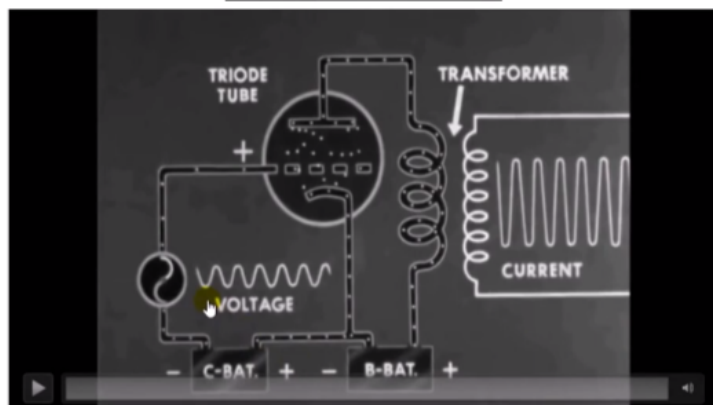 TRIODE
TUBE
TRANSFORMER
+
VOLTAGE
CURRENT
- C-BAT. + - B-BAT. +